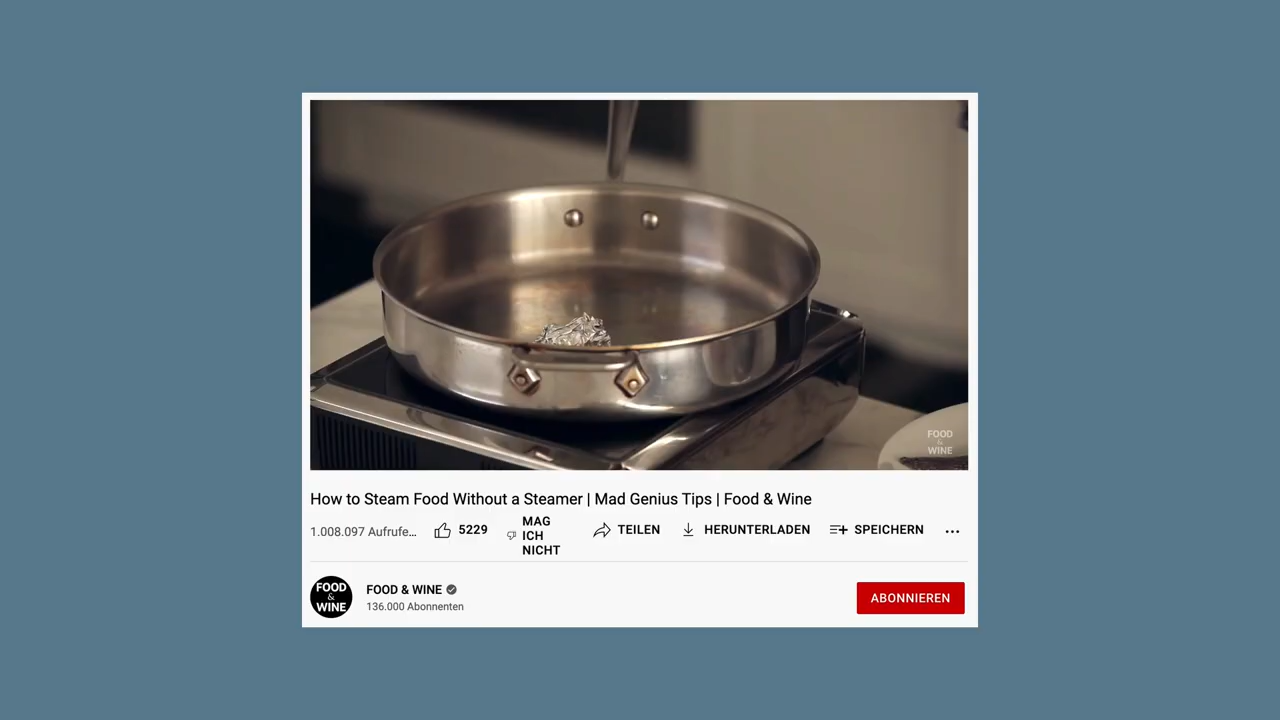 FOOD
&
WINE
How to Steam Food Without a Steamer | Mad Genius Tips | Food & Wine
1.008.097 Aufrufe... 5229 MAG ICH NICHT TEILEN HERUNTERLADEN SPEICHERN ...
FOOD
&
WINE
FOOD & WINE
136.000 Abonnenten
ABONNIEREN